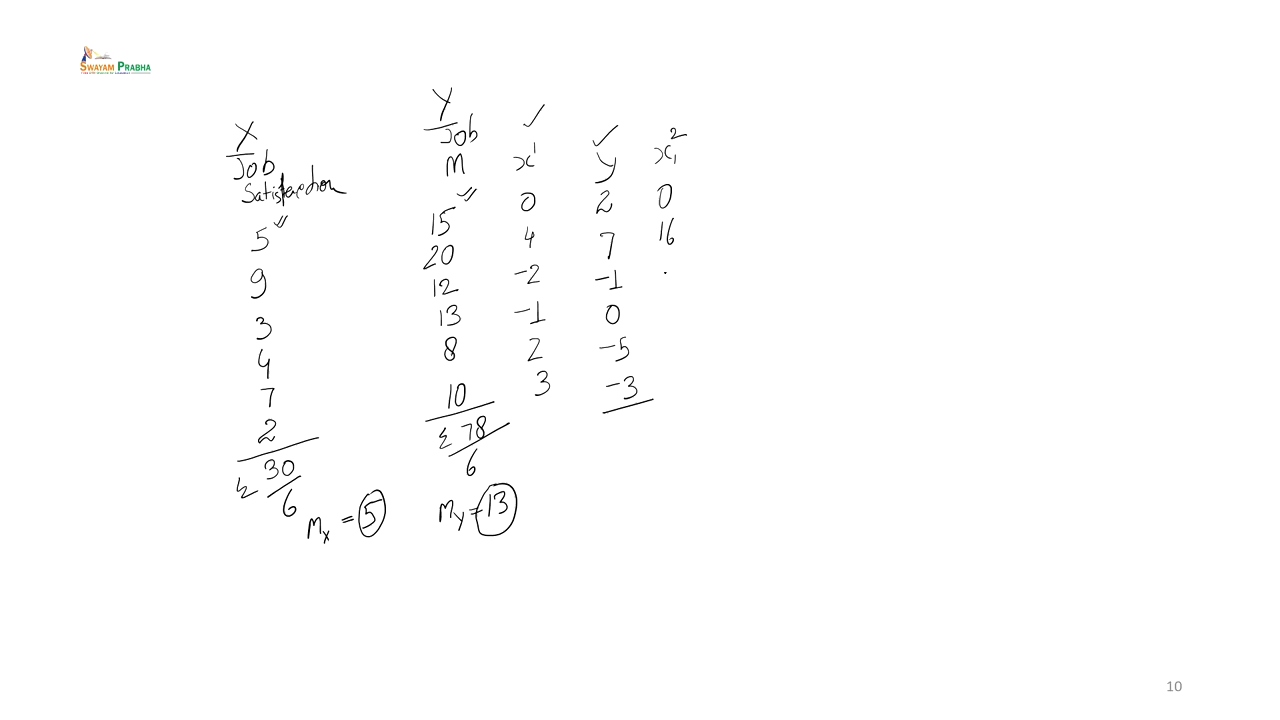 SWAYAM PRABHA
X Y ✓ ✓
Job Job x¹ y x₁²
Satisfaction M
5 15 0 2 0
9 20 4 7 16
3 12 -2 -1
4 13 -1 0
7 8 2 -5
2 10 3 -3
Σ 30/6 Σ 78/6
Mx = 5 My = 13
10